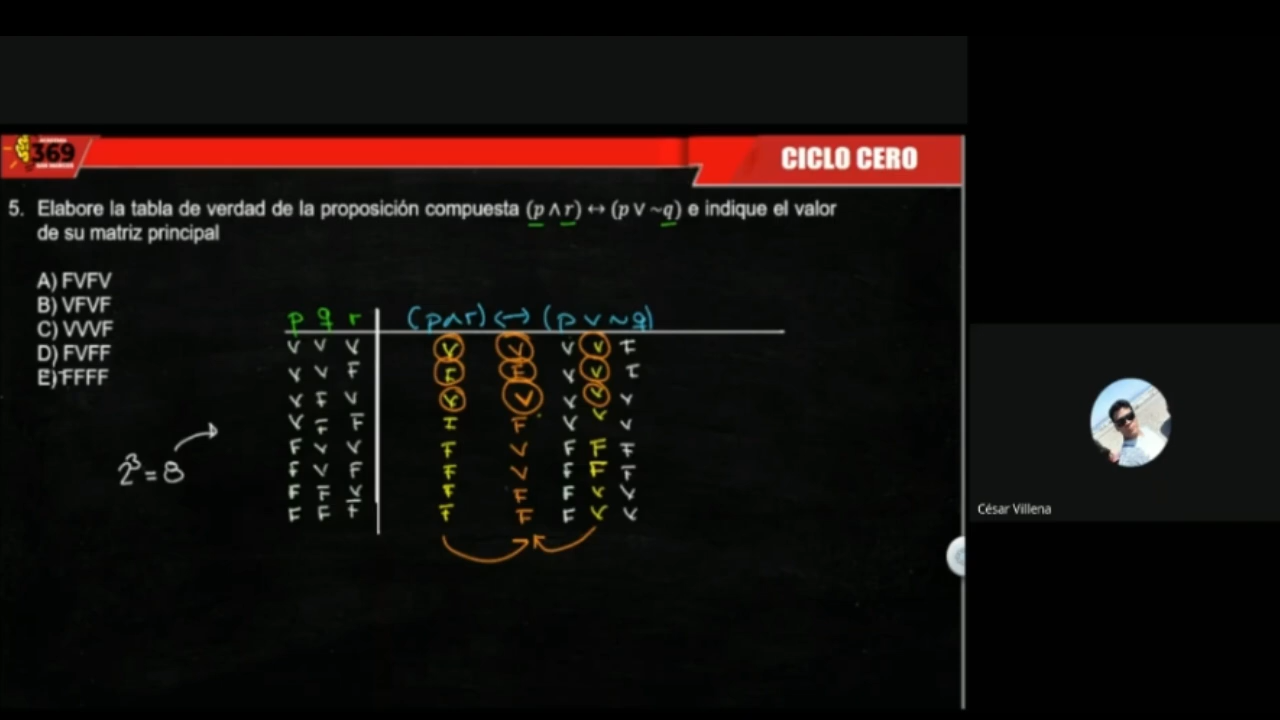 369
CICLO CERO
5. Elabore la tabla de verdad de la proposición compuesta (p ∧ r) ↔ (p ∨ ~q) e indique el valor
de su matriz principal
A) FVFV
B) VFVF
C) VVVF
D) FVFF
E) FFFF
p q r (p∧r) ↔ (p ∨ ~q)
V V V V V V V F
V V F F F V V F
V F V V V V V V
V F F F F V V V
F V V F V F F F
F V F F V F F F
F F V F F F V V
F F F F F F V V
2³ = 8
César Villena